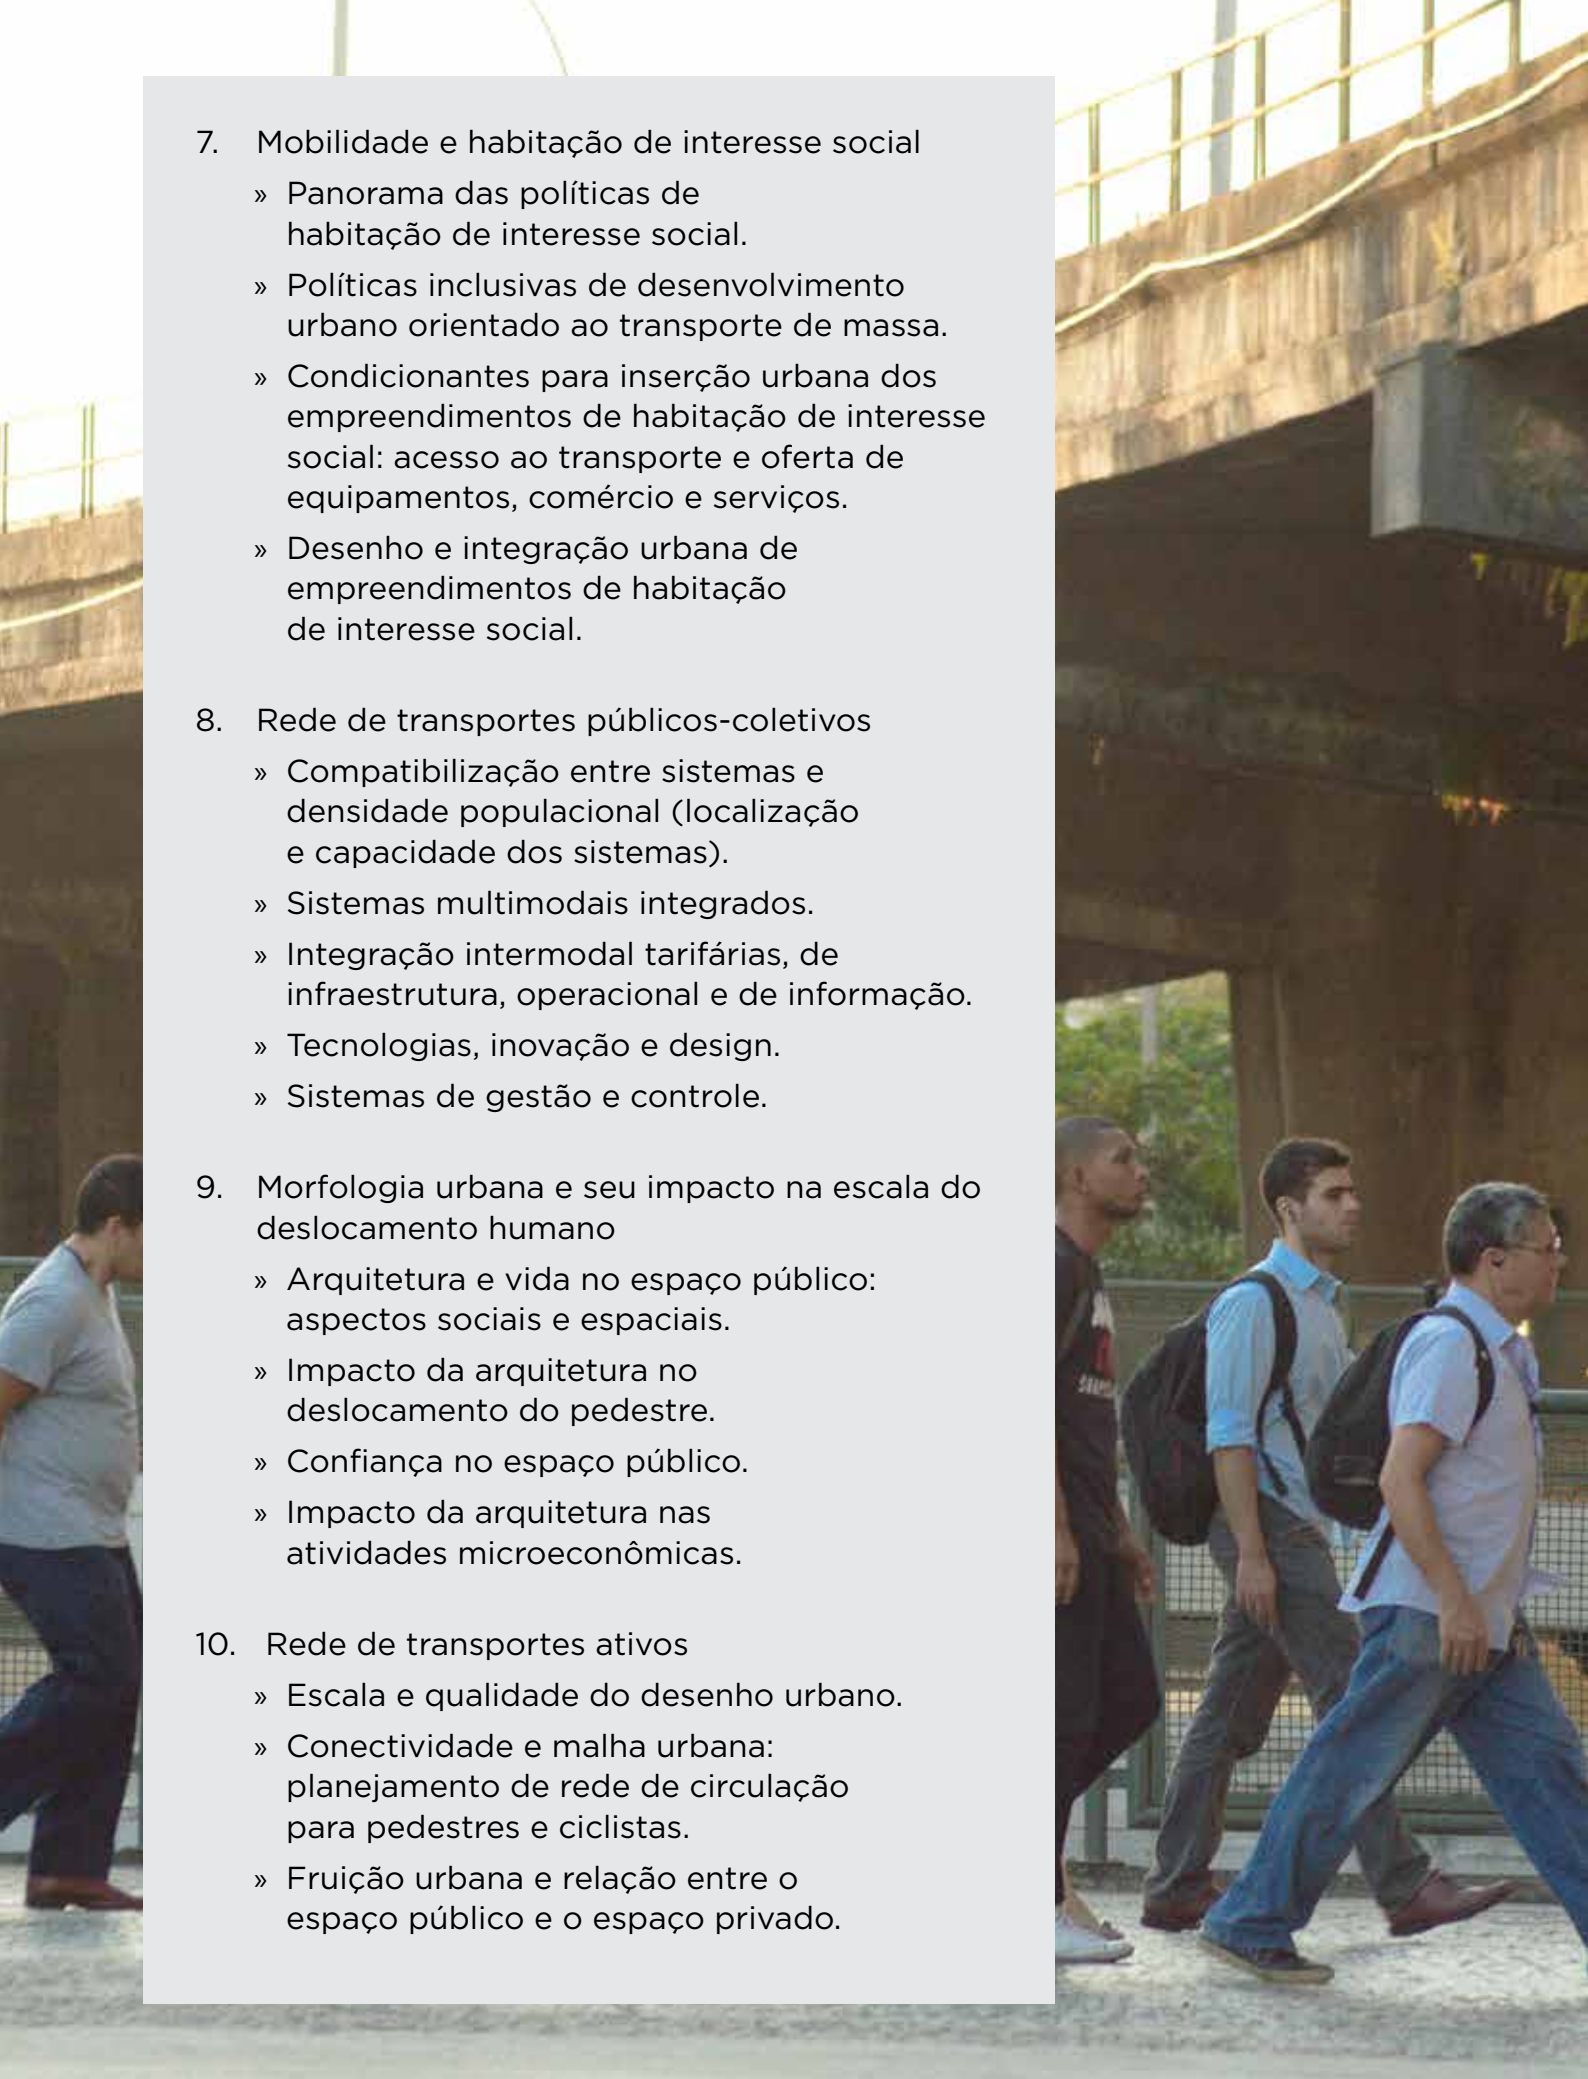 7. Mobilidade e habitação de interesse social
» Panorama das políticas de
habitação de interesse social.
» Políticas inclusivas de desenvolvimento
urbano orientado ao transporte de massa.
» Condicionantes para inserção urbana dos
empreendimentos de habitação de interesse
social: acesso ao transporte e oferta de
equipamentos, comércio e serviços.
» Desenho e integração urbana de
empreendimentos de habitação
de interesse social.
8. Rede de transportes públicos-coletivos
» Compatibilização entre sistemas e
densidade populacional (localização
e capacidade dos sistemas).
» Sistemas multimodais integrados.
» Integração intermodal tarifárias, de
infraestrutura, operacional e de informação.
» Tecnologias, inovação e design.
» Sistemas de gestão e controle.
9. Morfologia urbana e seu impacto na escala do
deslocamento humano
» Arquitetura e vida no espaço público:
aspectos sociais e espaciais.
» Impacto da arquitetura no
deslocamento do pedestre.
» Confiança no espaço público.
» Impacto da arquitetura nas
atividades microeconômicas.
10. Rede de transportes ativos
» Escala e qualidade do desenho urbano.
» Conectividade e malha urbana:
planejamento de rede de circulação
para pedestres e ciclistas.
» Fruição urbana e relação entre o
espaço público e o espaço privado.